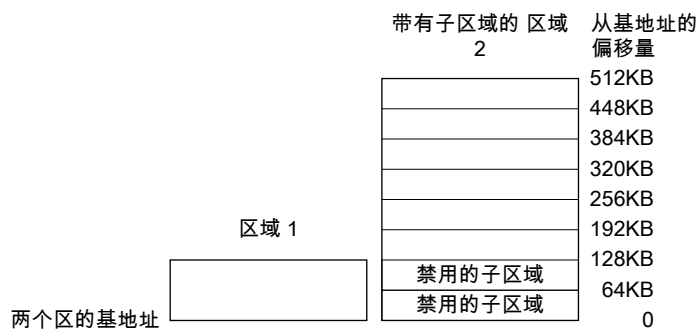 带有子区域的 区域
2
从基地址的
偏移量
512KB
448KB
384KB
320KB
256KB
192KB
区域 1
128KB
禁用的子区域
64KB
禁用的子区域
两个区的基地址
0